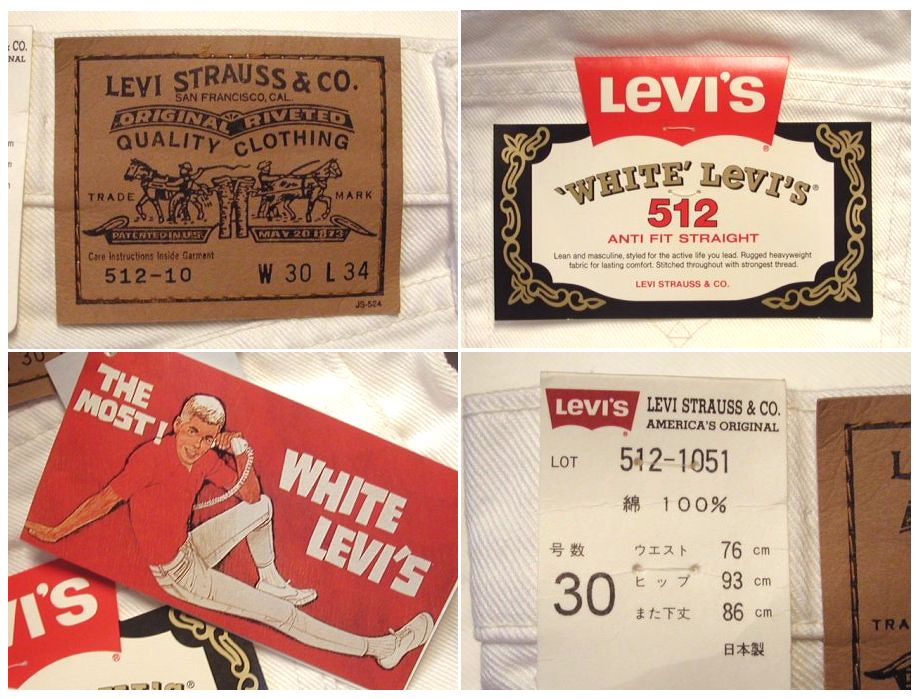 & CO.
NAL
LEVI STRAUSS & CO.
SAN FRANCISCO, CAL.
ORIGINAL RIVETED
QUALITY CLOTHING
TRADE MARK
PATENTED IN U.S. MAY 20 1873
Care Instructions Inside Garment
512-10 W 30 L 34
JS-524
LEVI'S
®
'WHITE' LEVI'S®
512
ANTI FIT STRAIGHT
Lean and masculine, styled for the active life you lead. Rugged heavyweight
fabric for lasting comfort. Stitched throughout with strongest thread.
LEVI STRAUSS & CO.
30
THE
MOST!
WHITE
LEVI'S
VI'S
®
LEVI'S
®
LEVI STRAUSS & CO.
AMERICA'S ORIGINAL
LOT 512-1051
綿 100%
号数
30
ウエスト 76 cm
ヒップ 93 cm
また下丈 86 cm
日本製
L
TRA